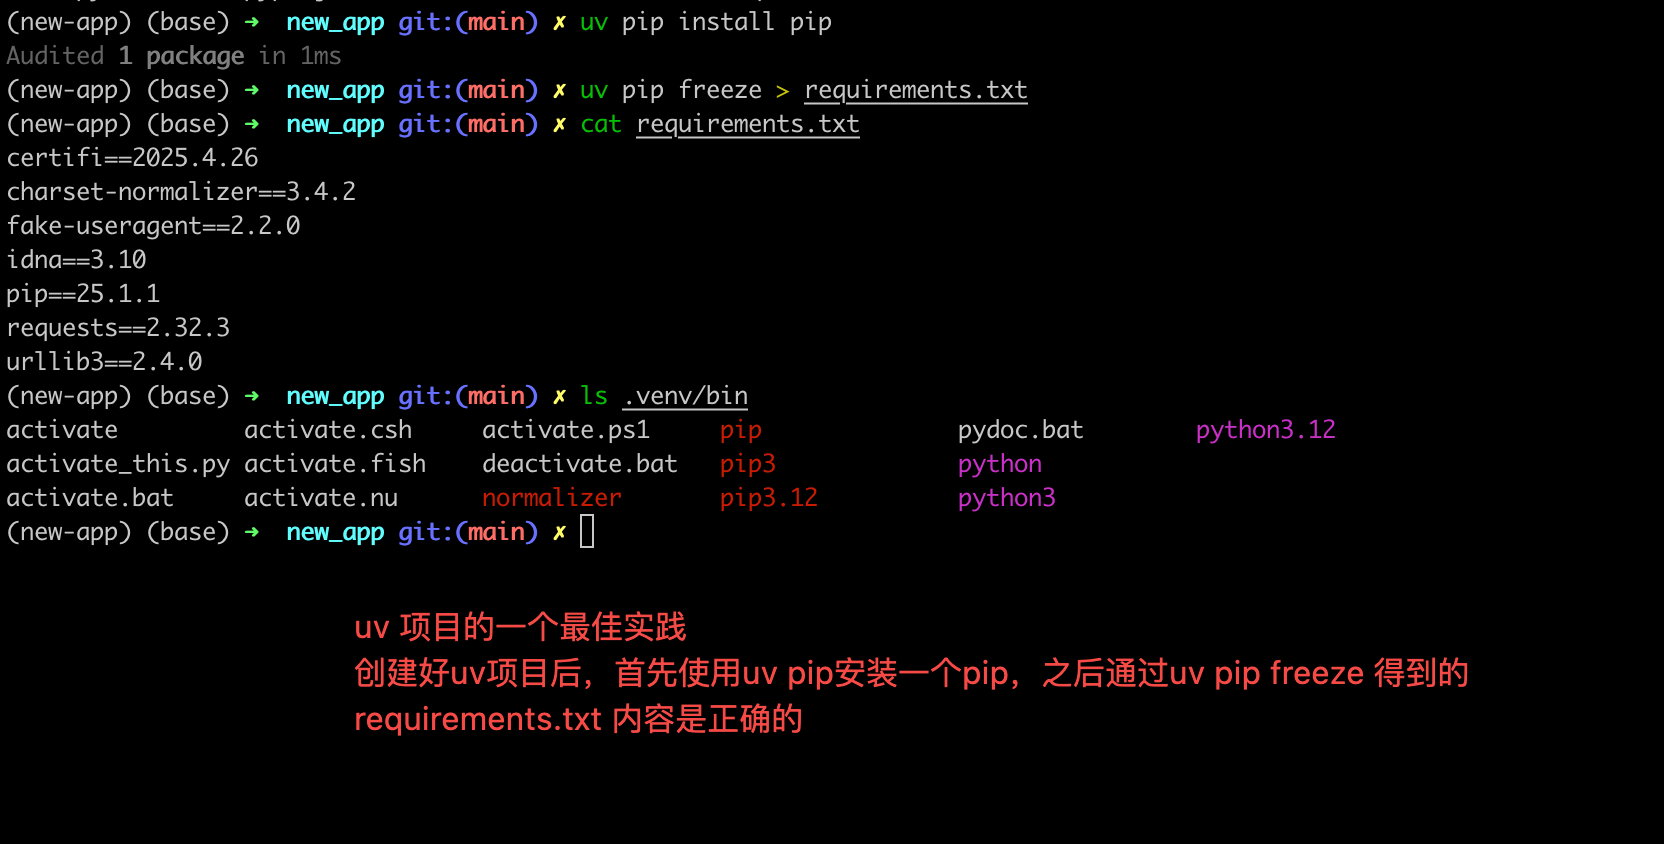 (new-app) (base) ➜  new_app git:(main) ✗ uv pip install pip
Audited 1 package in 1ms
(new-app) (base) ➜  new_app git:(main) ✗ uv pip freeze > requirements.txt
(new-app) (base) ➜  new_app git:(main) ✗ cat requirements.txt
certifi==2025.4.26
charset-normalizer==3.4.2
fake-useragent==2.2.0
idna==3.10
pip==25.1.1
requests==2.32.3
urllib3==2.4.0
(new-app) (base) ➜  new_app git:(main) ✗ ls .venv/bin
activate         activate.csh     activate.ps1     pip              pydoc.bat        python3.12
activate_this.py activate.fish    deactivate.bat   pip3             python
activate.bat     activate.nu      normalizer       pip3.12          python3
(new-app) (base) ➜  new_app git:(main) ✗
uv 项目的一个最佳实践
创建好uv项目后，首先使用uv pip安装一个pip，之后通过uv pip freeze 得到的
requirements.txt 内容是正确的